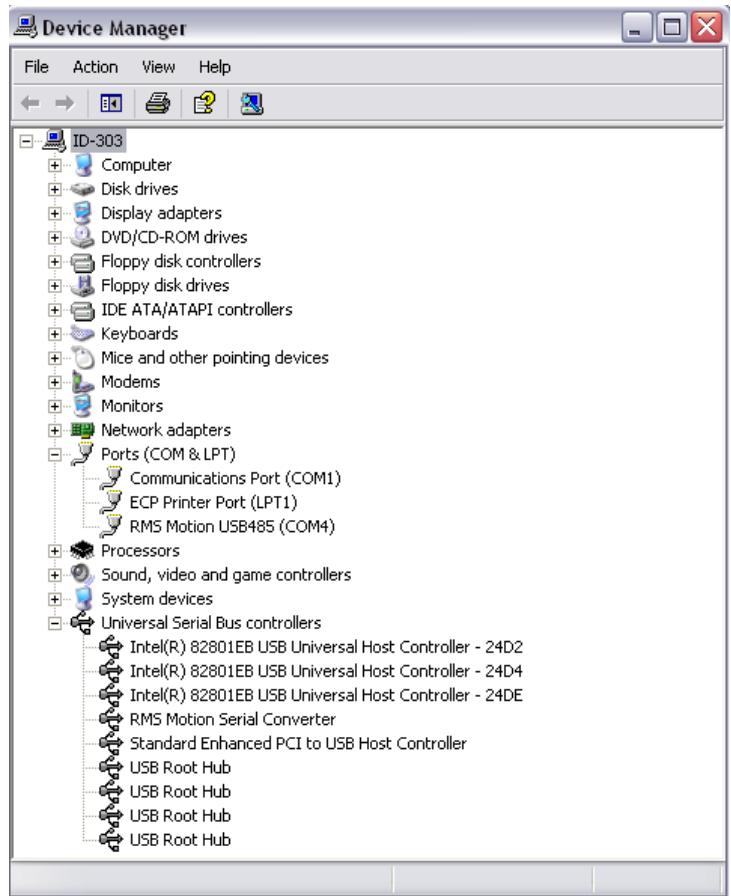 Device Manager
File Action View Help
ID-303
Computer
Disk drives
Display adapters
DVD/CD-ROM drives
Floppy disk controllers
Floppy disk drives
IDE ATA/ATAPI controllers
Keyboards
Mice and other pointing devices
Modems
Monitors
Network adapters
Ports (COM & LPT)
Communications Port (COM1)
ECP Printer Port (LPT1)
RMS Motion USB485 (COM4)
Processors
Sound, video and game controllers
System devices
Universal Serial Bus controllers
Intel(R) 82801EB USB Universal Host Controller - 24D2
Intel(R) 82801EB USB Universal Host Controller - 24D4
Intel(R) 82801EB USB Universal Host Controller - 24DE
RMS Motion Serial Converter
Standard Enhanced PCI to USB Host Controller
USB Root Hub
USB Root Hub
USB Root Hub
USB Root Hub